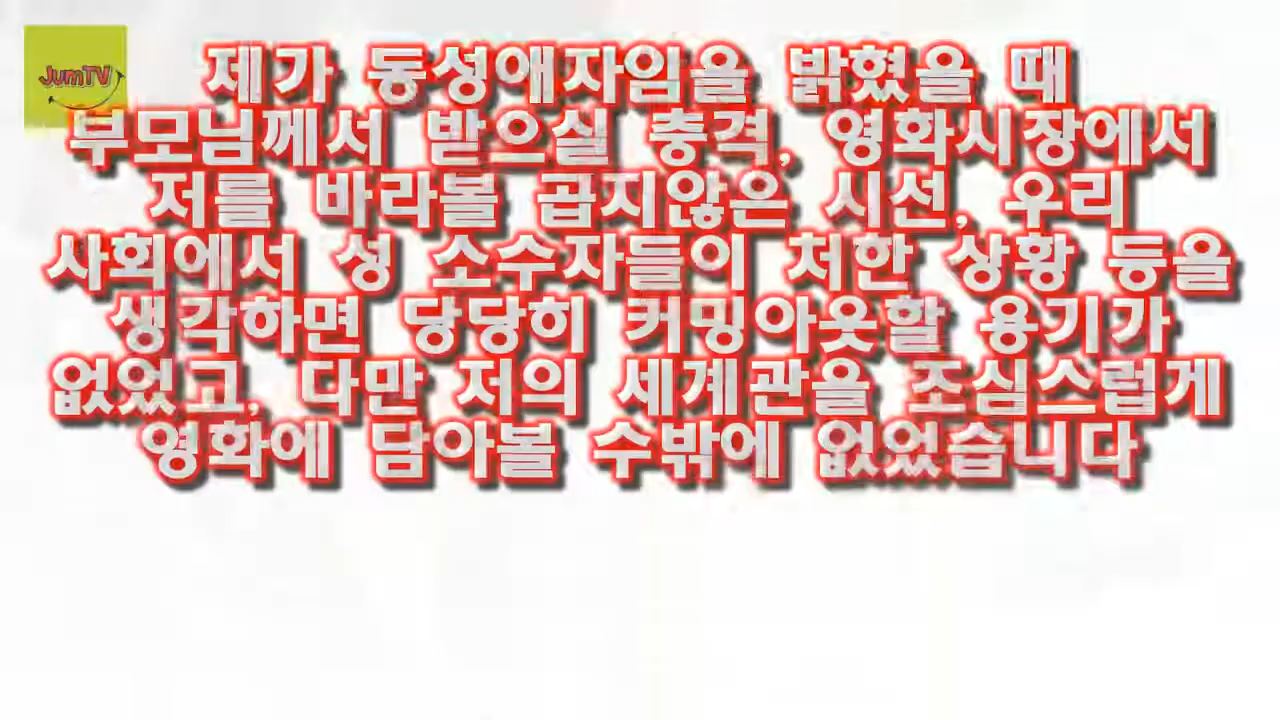 JumTV
제가 동성애자임을 밝혔을 때
부모님께서 받으실 충격, 영화시장에서
저를 바라볼 곱지않은 시선, 우리
사회에서 성 소수자들이 처한 상황 등을
생각하면 당당히 커밍아웃할 용기가
없었고, 다만 저의 세계관을 조심스럽게
영화에 담아볼 수밖에 없었습니다